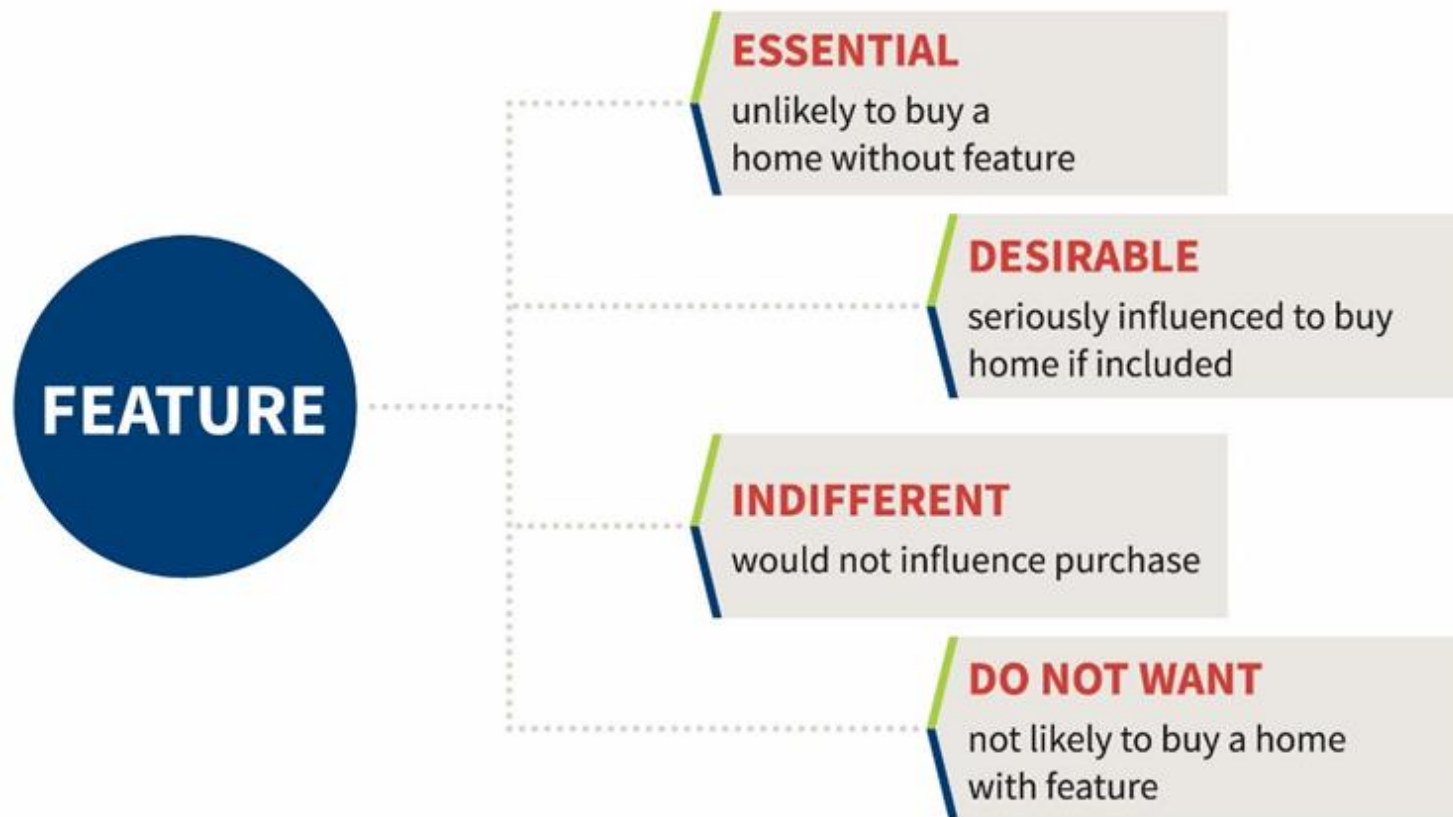 FEATURE
ESSENTIAL
unlikely to buy a
home without feature
DESIRABLE
seriously influenced to buy
home if included
INDIFFERENT
would not influence purchase
DO NOT WANT
not likely to buy a home
with feature